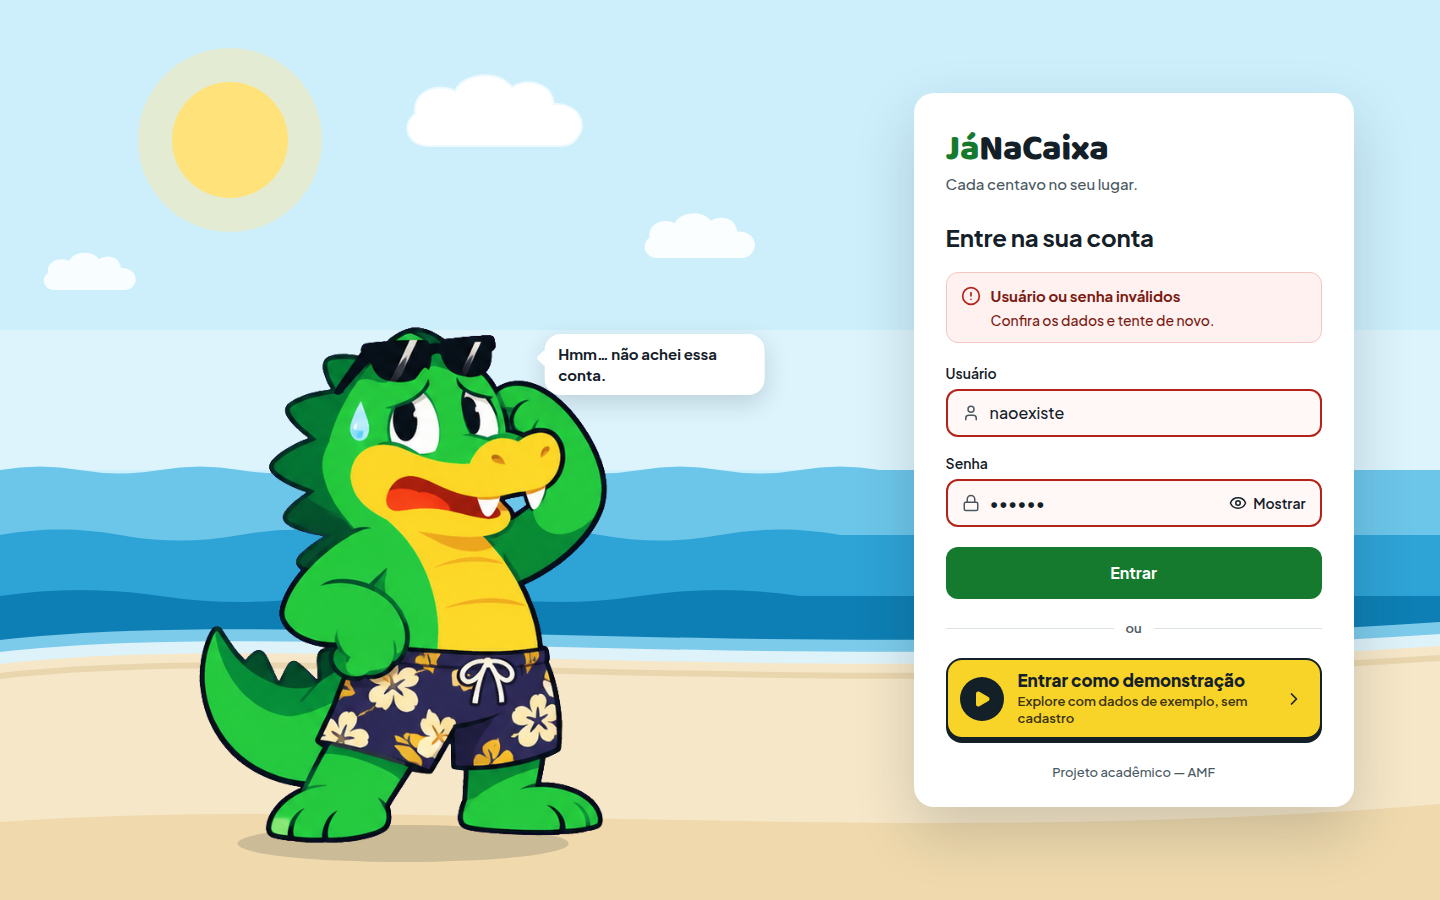 JáNaCaixa
Cada centavo no seu lugar.
Entre na sua conta
Usuário ou senha inválidos
Confira os dados e tente de novo.
Hmm... não achei essa
conta.
Usuário
naoexiste
Senha
••••••
Mostrar
Entrar
ou
Entrar como demonstração
Explore com dados de exemplo, sem
cadastro
Projeto acadêmico — AMF